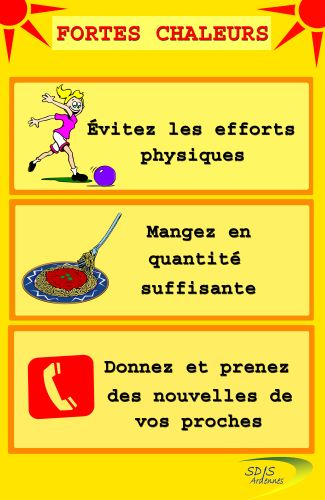 FORTES CHALEURS
Évitez les efforts
physiques
Mangez en
quantité
suffisante
Donnez et prenez
des nouvelles de
vos proches
SDIS
Ardennes